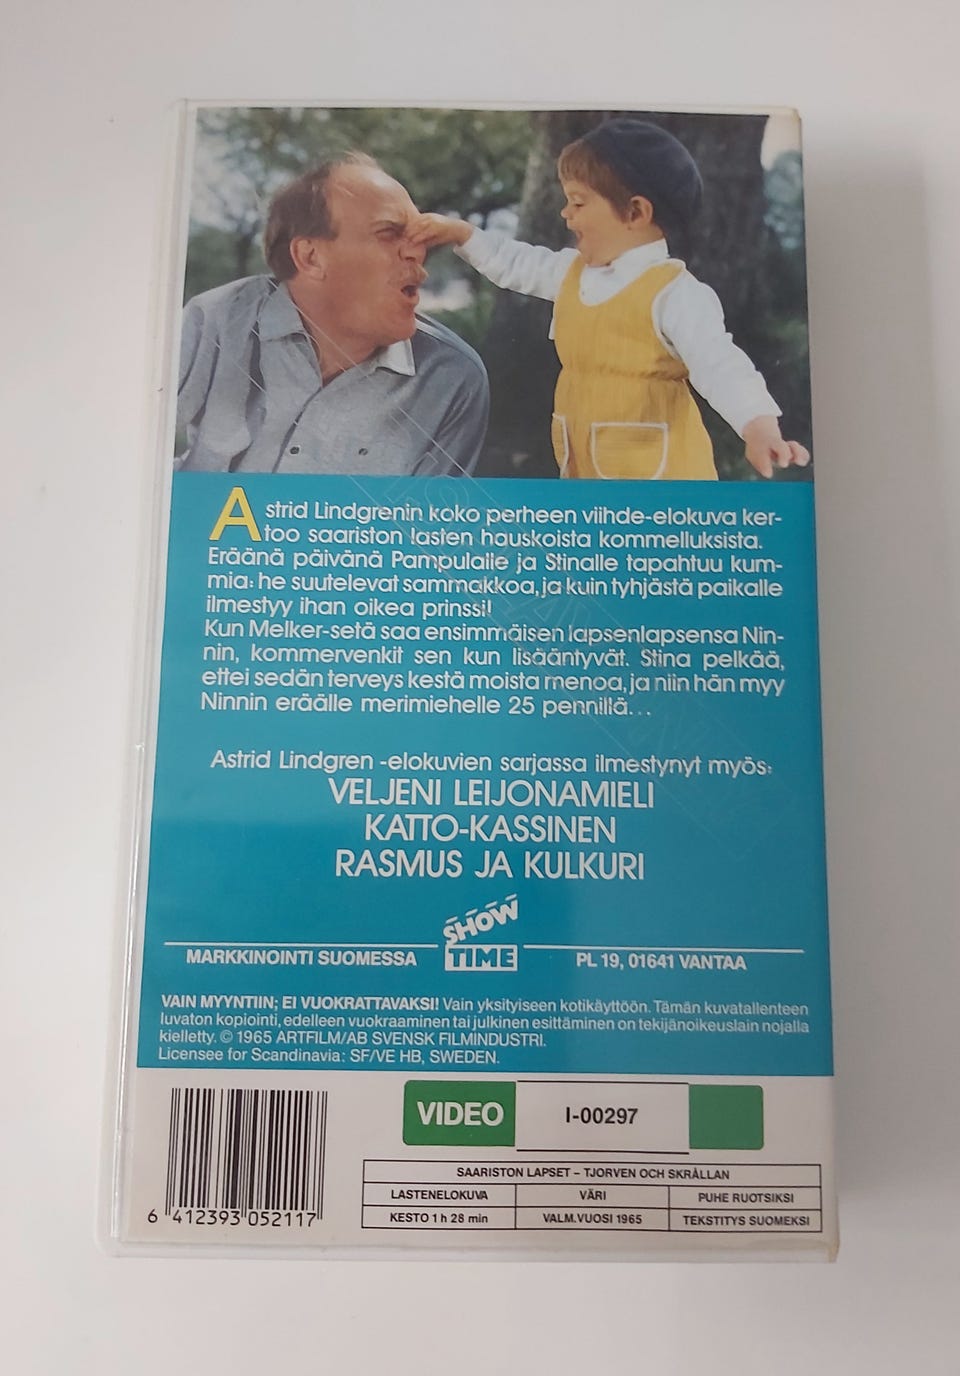 Astrid Lindgrenin koko perheen viihde-elokuva ker-
too saariston lasten hauskoista kommelluksista.
Eräänä päivänä Pampulalle ja Stinalle tapahtuu kum-
mia: he suutelevat sammakkoa, ja kuin tyhjästä paikalle
ilmestyy ihan oikea prinssi!
Kun Melker-setä saa ensimmäisen lapsenlapsensa Nin-
nin, kommervenkit sen kun lisääntyvät. Stina pelkää,
ettei sedän terveys kestä moista menoa, ja niin hän myy
Ninnin eräälle merimiehelle 25 pennillä...
Astrid Lindgren -elokuvien sarjassa ilmestynyt myös:
VELJENI LEIJONAMIELI
KATTO-KASSINEN
RASMUS JA KULKURI
SHOW
TIME
MARKKINOINTI SUOMESSA
PL 19, 01641 VANTAA
VAIN MYYNTIIN; EI VUOKRATTAVAKSI! Vain yksityiseen kotikäyttöön. Tämän kuvatallenteen
luvaton kopiointi, edelleen vuokraaminen tai julkinen esittäminen on tekijänoikeuslain nojalla
kielletty. © 1965 ARTFILM/AB SVENSK FILMINDUSTRI.
Licensee for Scandinavia: SF/VE HB, SWEDEN.
VIDEO
I-00297
SAARISTON LAPSET – TJORVEN OCH SKRÅLLAN
LASTENELOKUVA VÄRI PUHE RUOTSIKSI
KESTO 1 h 28 min VALM.VUOSI 1965 TEKSTITYS SUOMEKSI
6 412393 052117